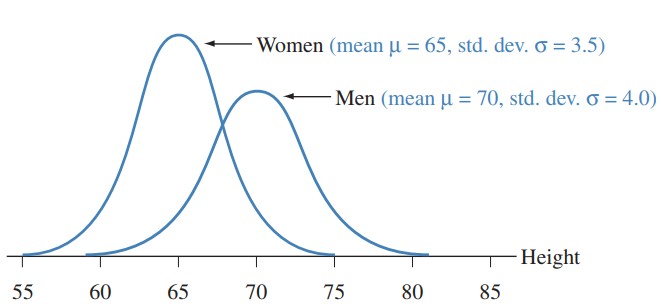 Women (mean μ = 65, std. dev. σ = 3.5)
Men (mean μ = 70, std. dev. σ = 4.0)
Height
55 60 65 70 75 80 85